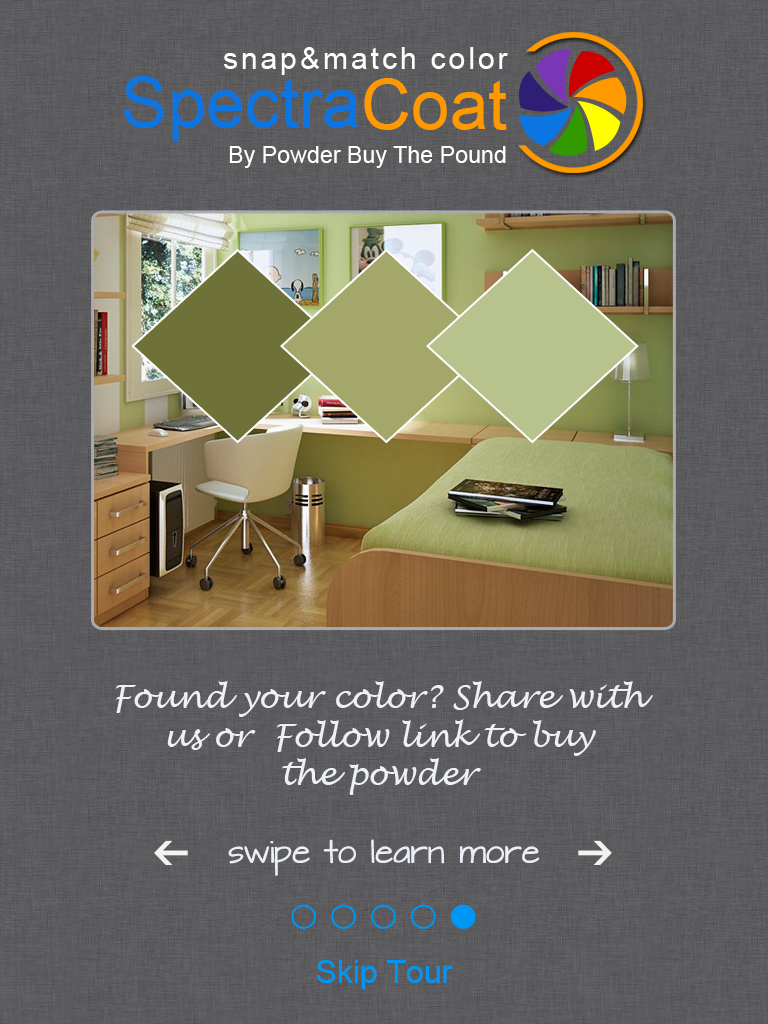 snap&match color
SpectraCoat
By Powder Buy The Pound
Found your color? Share with
us or Follow link to buy
the powder
swipe to learn more
Skip Tour